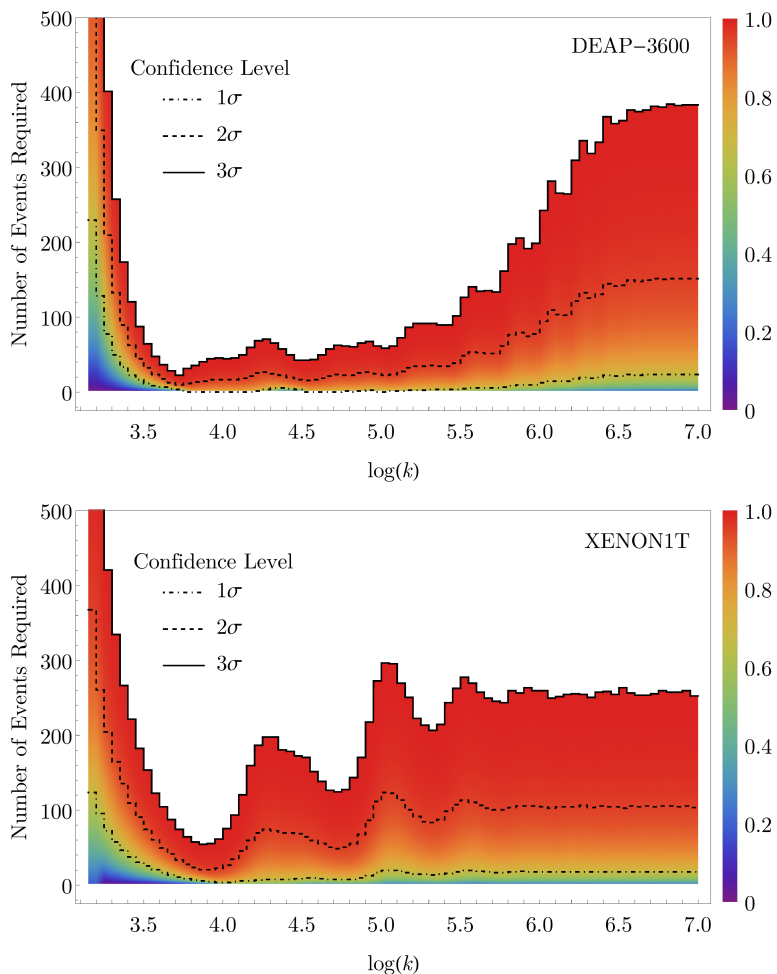 DEAP−3600
Confidence Level
1σ
2σ
3σ
Number of Events Required
500
400
300
200
100
0
3.5 4.0 4.5 5.0 5.5 6.0 6.5 7.0
log(k)
1.0
0.8
0.6
0.4
0.2
0
XENON1T
Confidence Level
1σ
2σ
3σ
Number of Events Required
500
400
300
200
100
0
3.5 4.0 4.5 5.0 5.5 6.0 6.5 7.0
log(k)
1.0
0.8
0.6
0.4
0.2
0